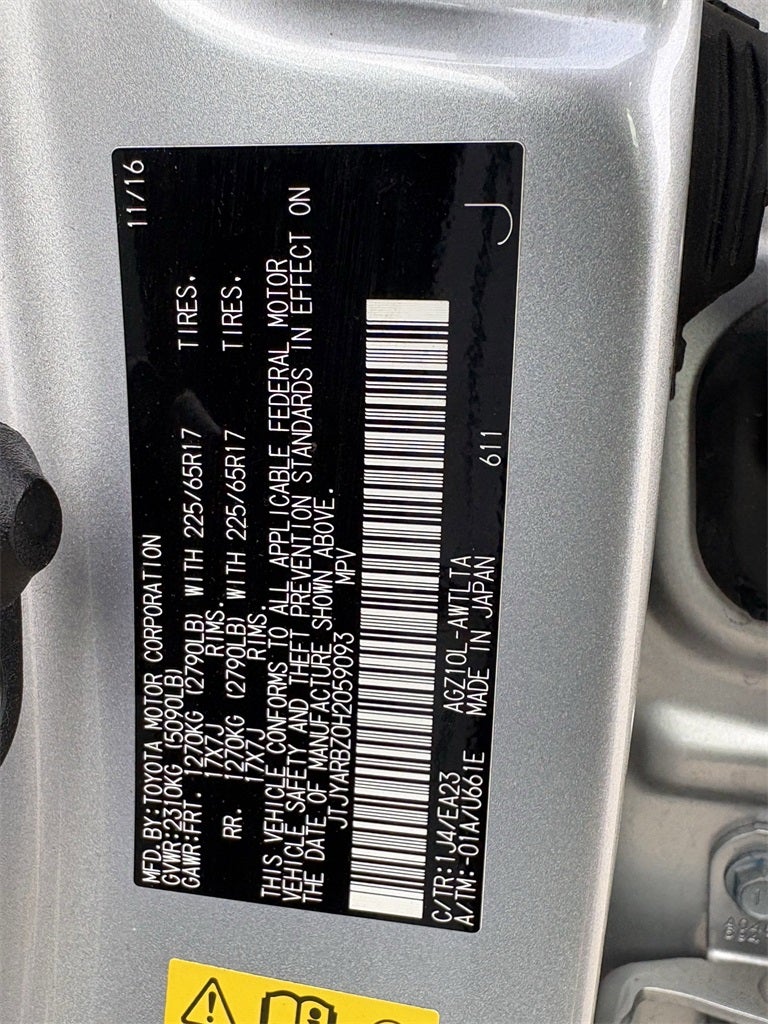 MFD.BY:TOYOTA MOTOR CORPORATION 11/16
GVWR:2310KG (5090LB)
GAWR:FRT. 1270KG (2790LB) WITH 225/65R17 TIRES.
17X7J RIMS.
RR. 1270KG (2790LB) WITH 225/65R17 TIRES.
17X7J RIMS.
THIS VEHICLE CONFORMS TO ALL APPLICABLE FEDERAL MOTOR
VEHICLE SAFETY AND THEFT PREVENTION STANDARDS IN EFFECT ON
THE DATE OF MANUFACTURE SHOWN ABOVE.
JTJYARBZ0H2059093 MPV
C/TR:1J4/EA23 AGZ10L-AWTLTA
A/TM:-01A/U661E MADE IN JAPAN 611
J